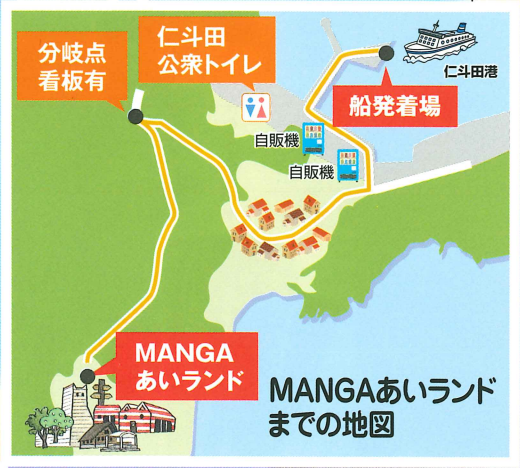 分岐点
看板有
仁斗田
公衆トイレ
仁斗田港
船発着場
自販機
自販機
MANGA
あいランド
MANGAあいランド
までの地図